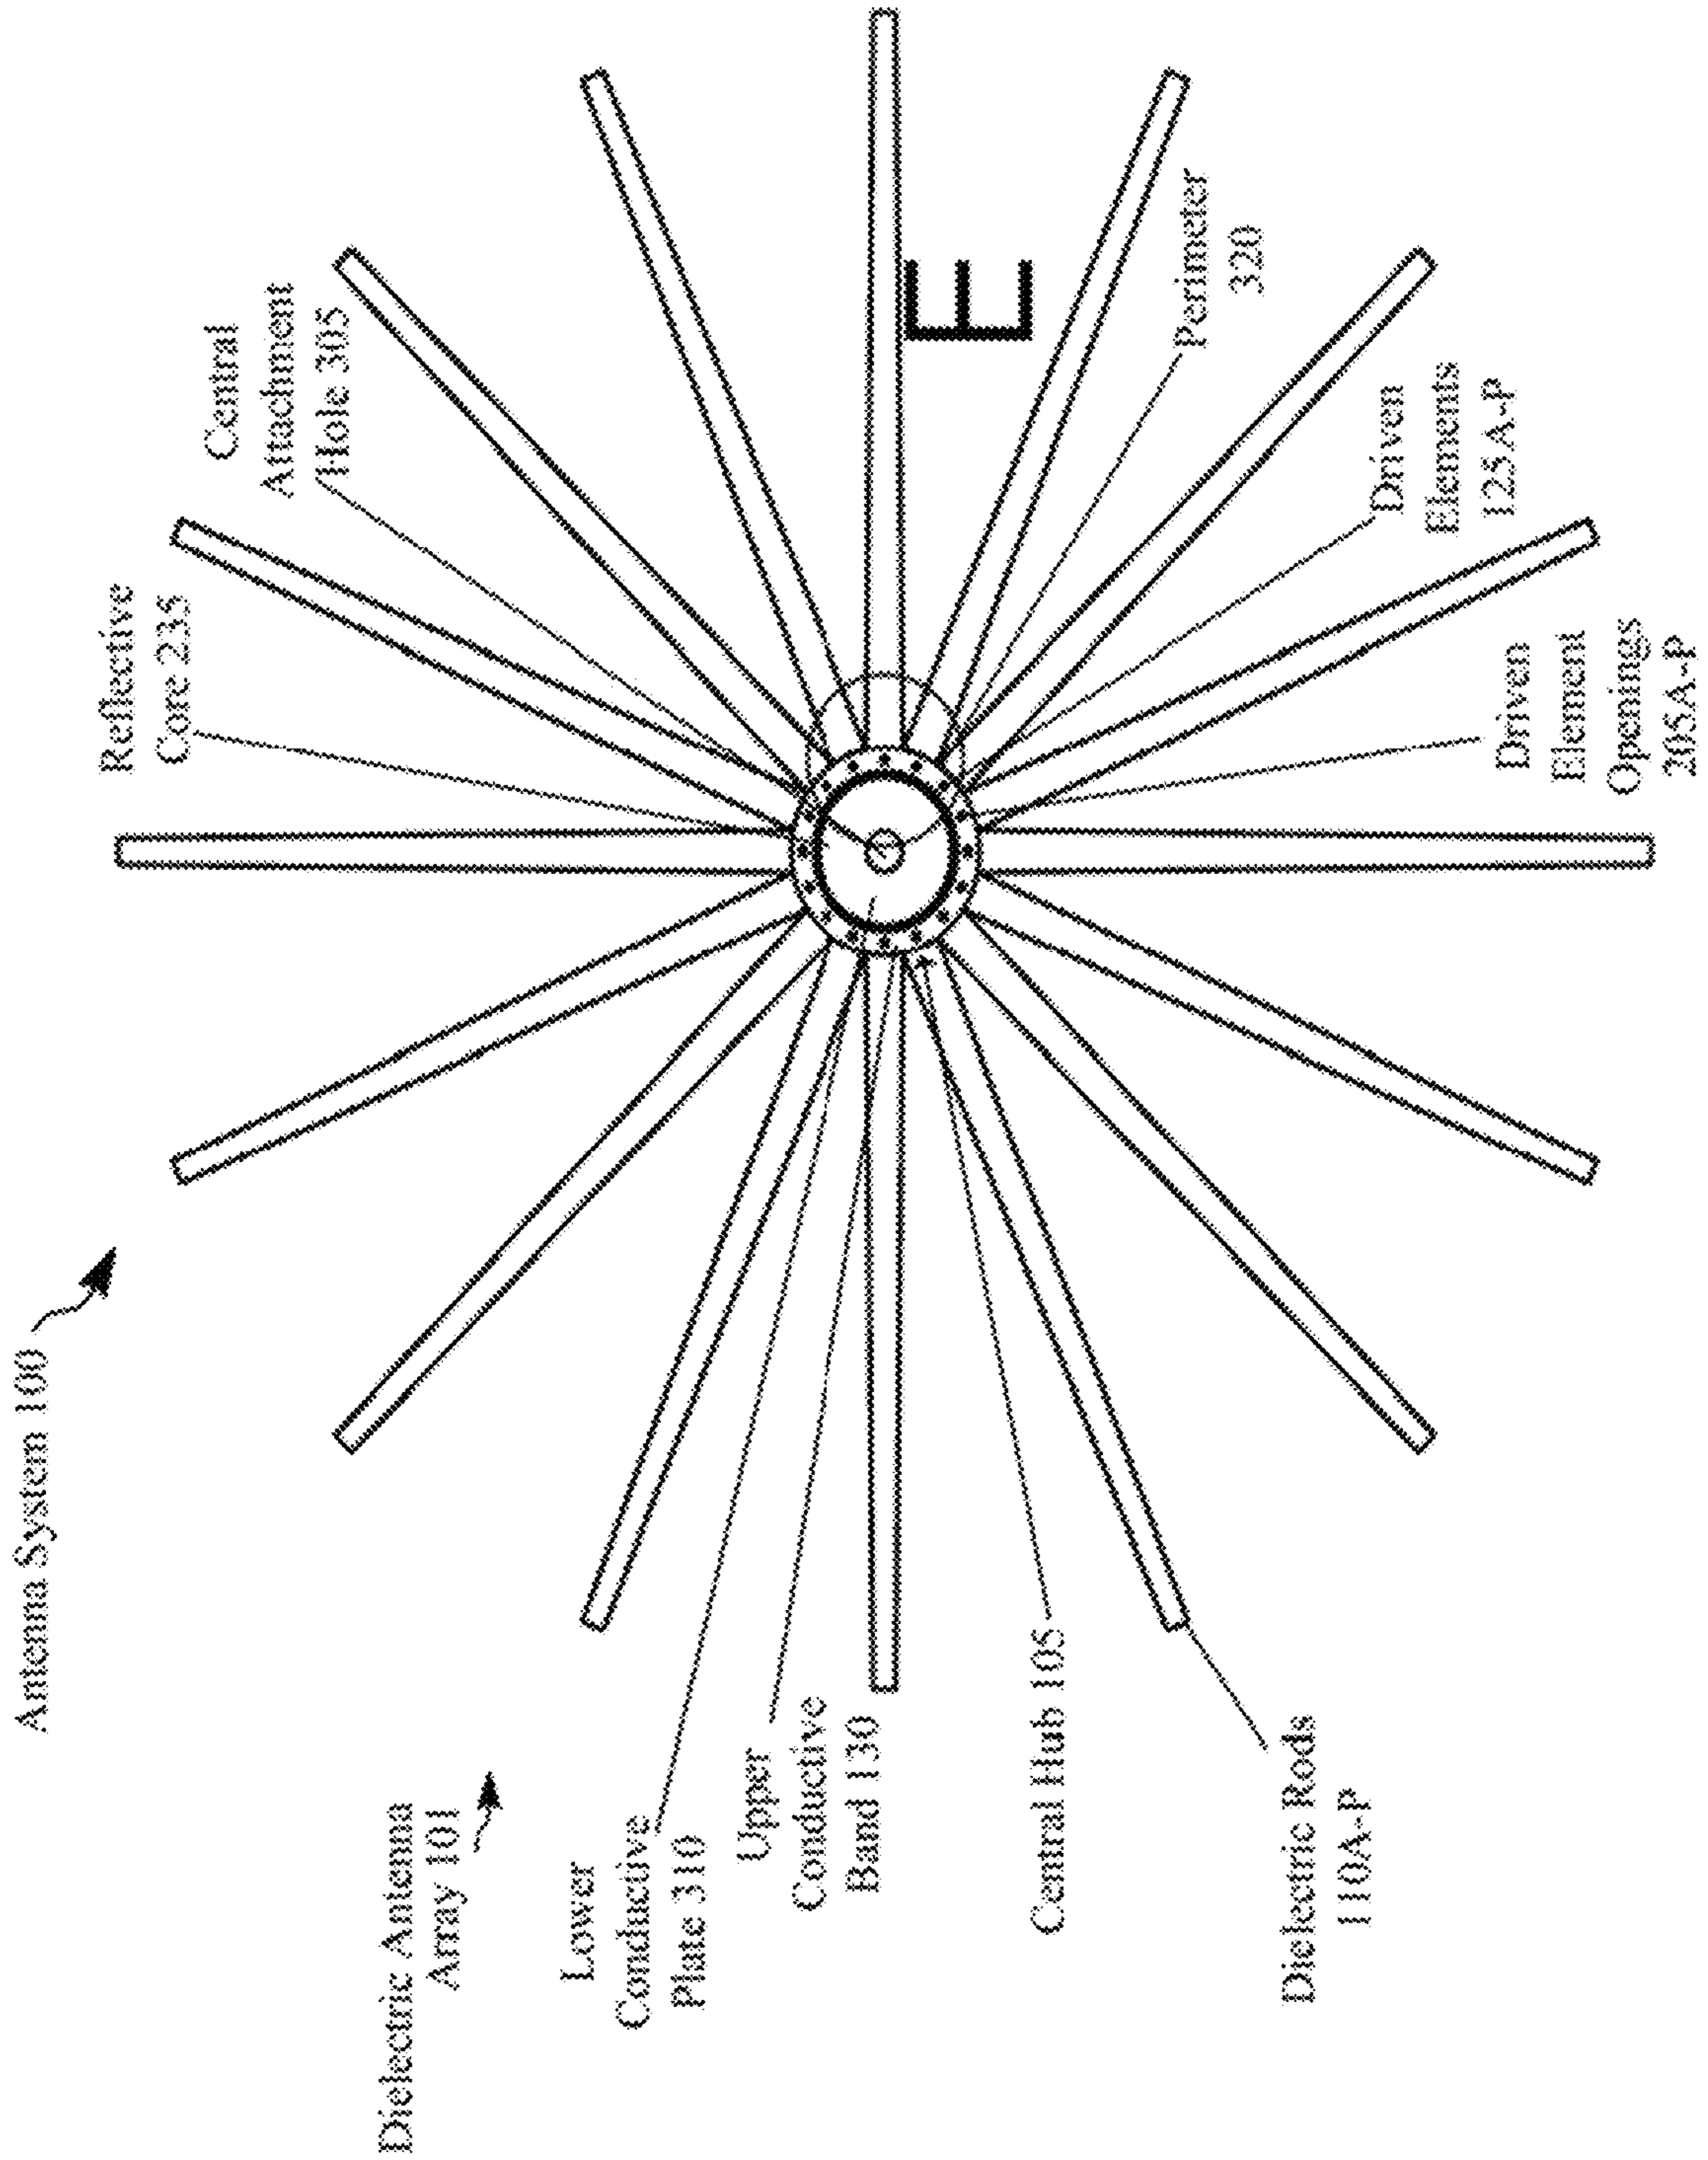 Antenna System 100
Dielectric Antenna
Array 101
Reflective
Core 235
Central
Attachment
Hole 305
Lower
Conductive
Plate 310
Upper
Conductive
Band 130
E
Central Hub 105
Perimeter
320
Dielectric Rods
110A-P
Driven
Elements
125A-P
Driven
Element
Openings
205A-P